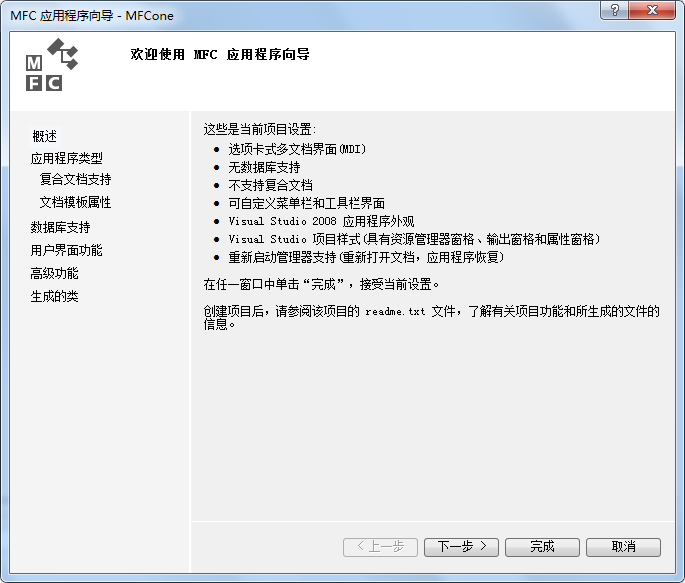 MFC 应用程序向导 - MFCone
?
M
F C
欢迎使用 MFC 应用程序向导
概述
应用程序类型
复合文档支持
文档模板属性
数据库支持
用户界面功能
高级功能
生成的类
这些是当前项目设置:
• 选项卡式多文档界面(MDI)
• 无数据库支持
• 不支持复合文档
• 可自定义菜单栏和工具栏界面
• Visual Studio 2008 应用程序外观
• Visual Studio 项目样式(具有资源管理器窗格、输出窗格和属性窗格)
• 重新启动管理器支持(重新打开文档，应用程序恢复)
在任一窗口中单击“完成”，接受当前设置。
创建项目后，请参阅该项目的 readme.txt 文件，了解有关项目功能和所生成的文件的
信息。
< 上一步
下一步 >
完成
取消